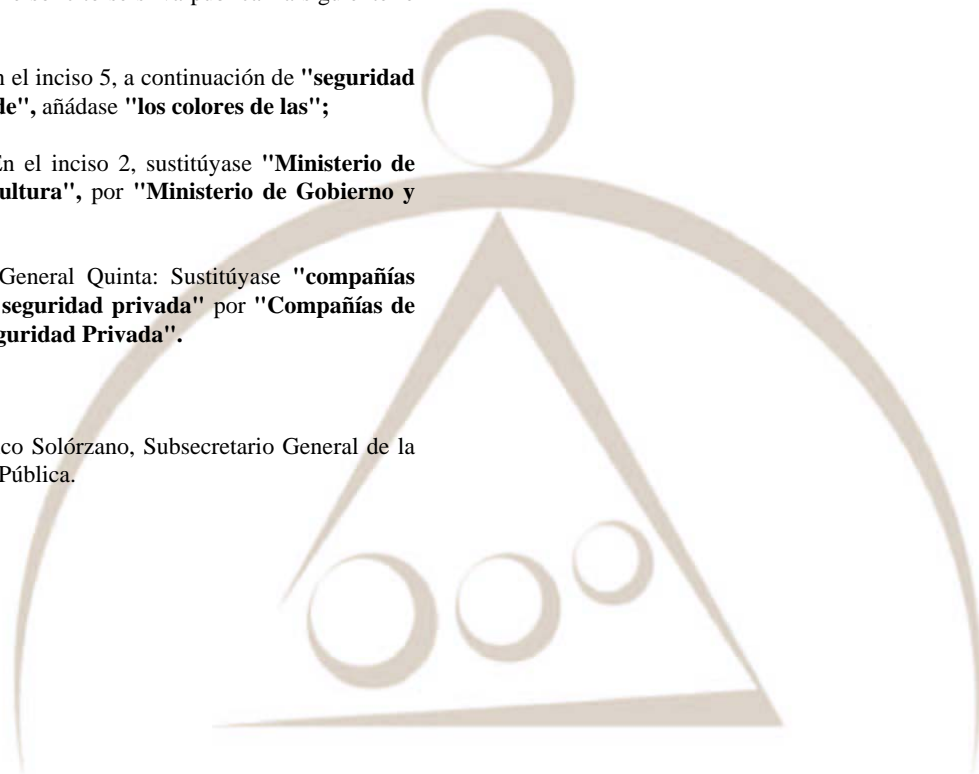 n el inciso 5, a continuación de "seguridad
de", añádase "los colores de las";
En el inciso 2, sustitúyase "Ministerio de
ultura", por "Ministerio de Gobierno y
General Quinta: Sustitúyase "compañías
seguridad privada" por "Compañías de
guridad Privada".
co Solórzano, Subsecretario General de la
Pública.